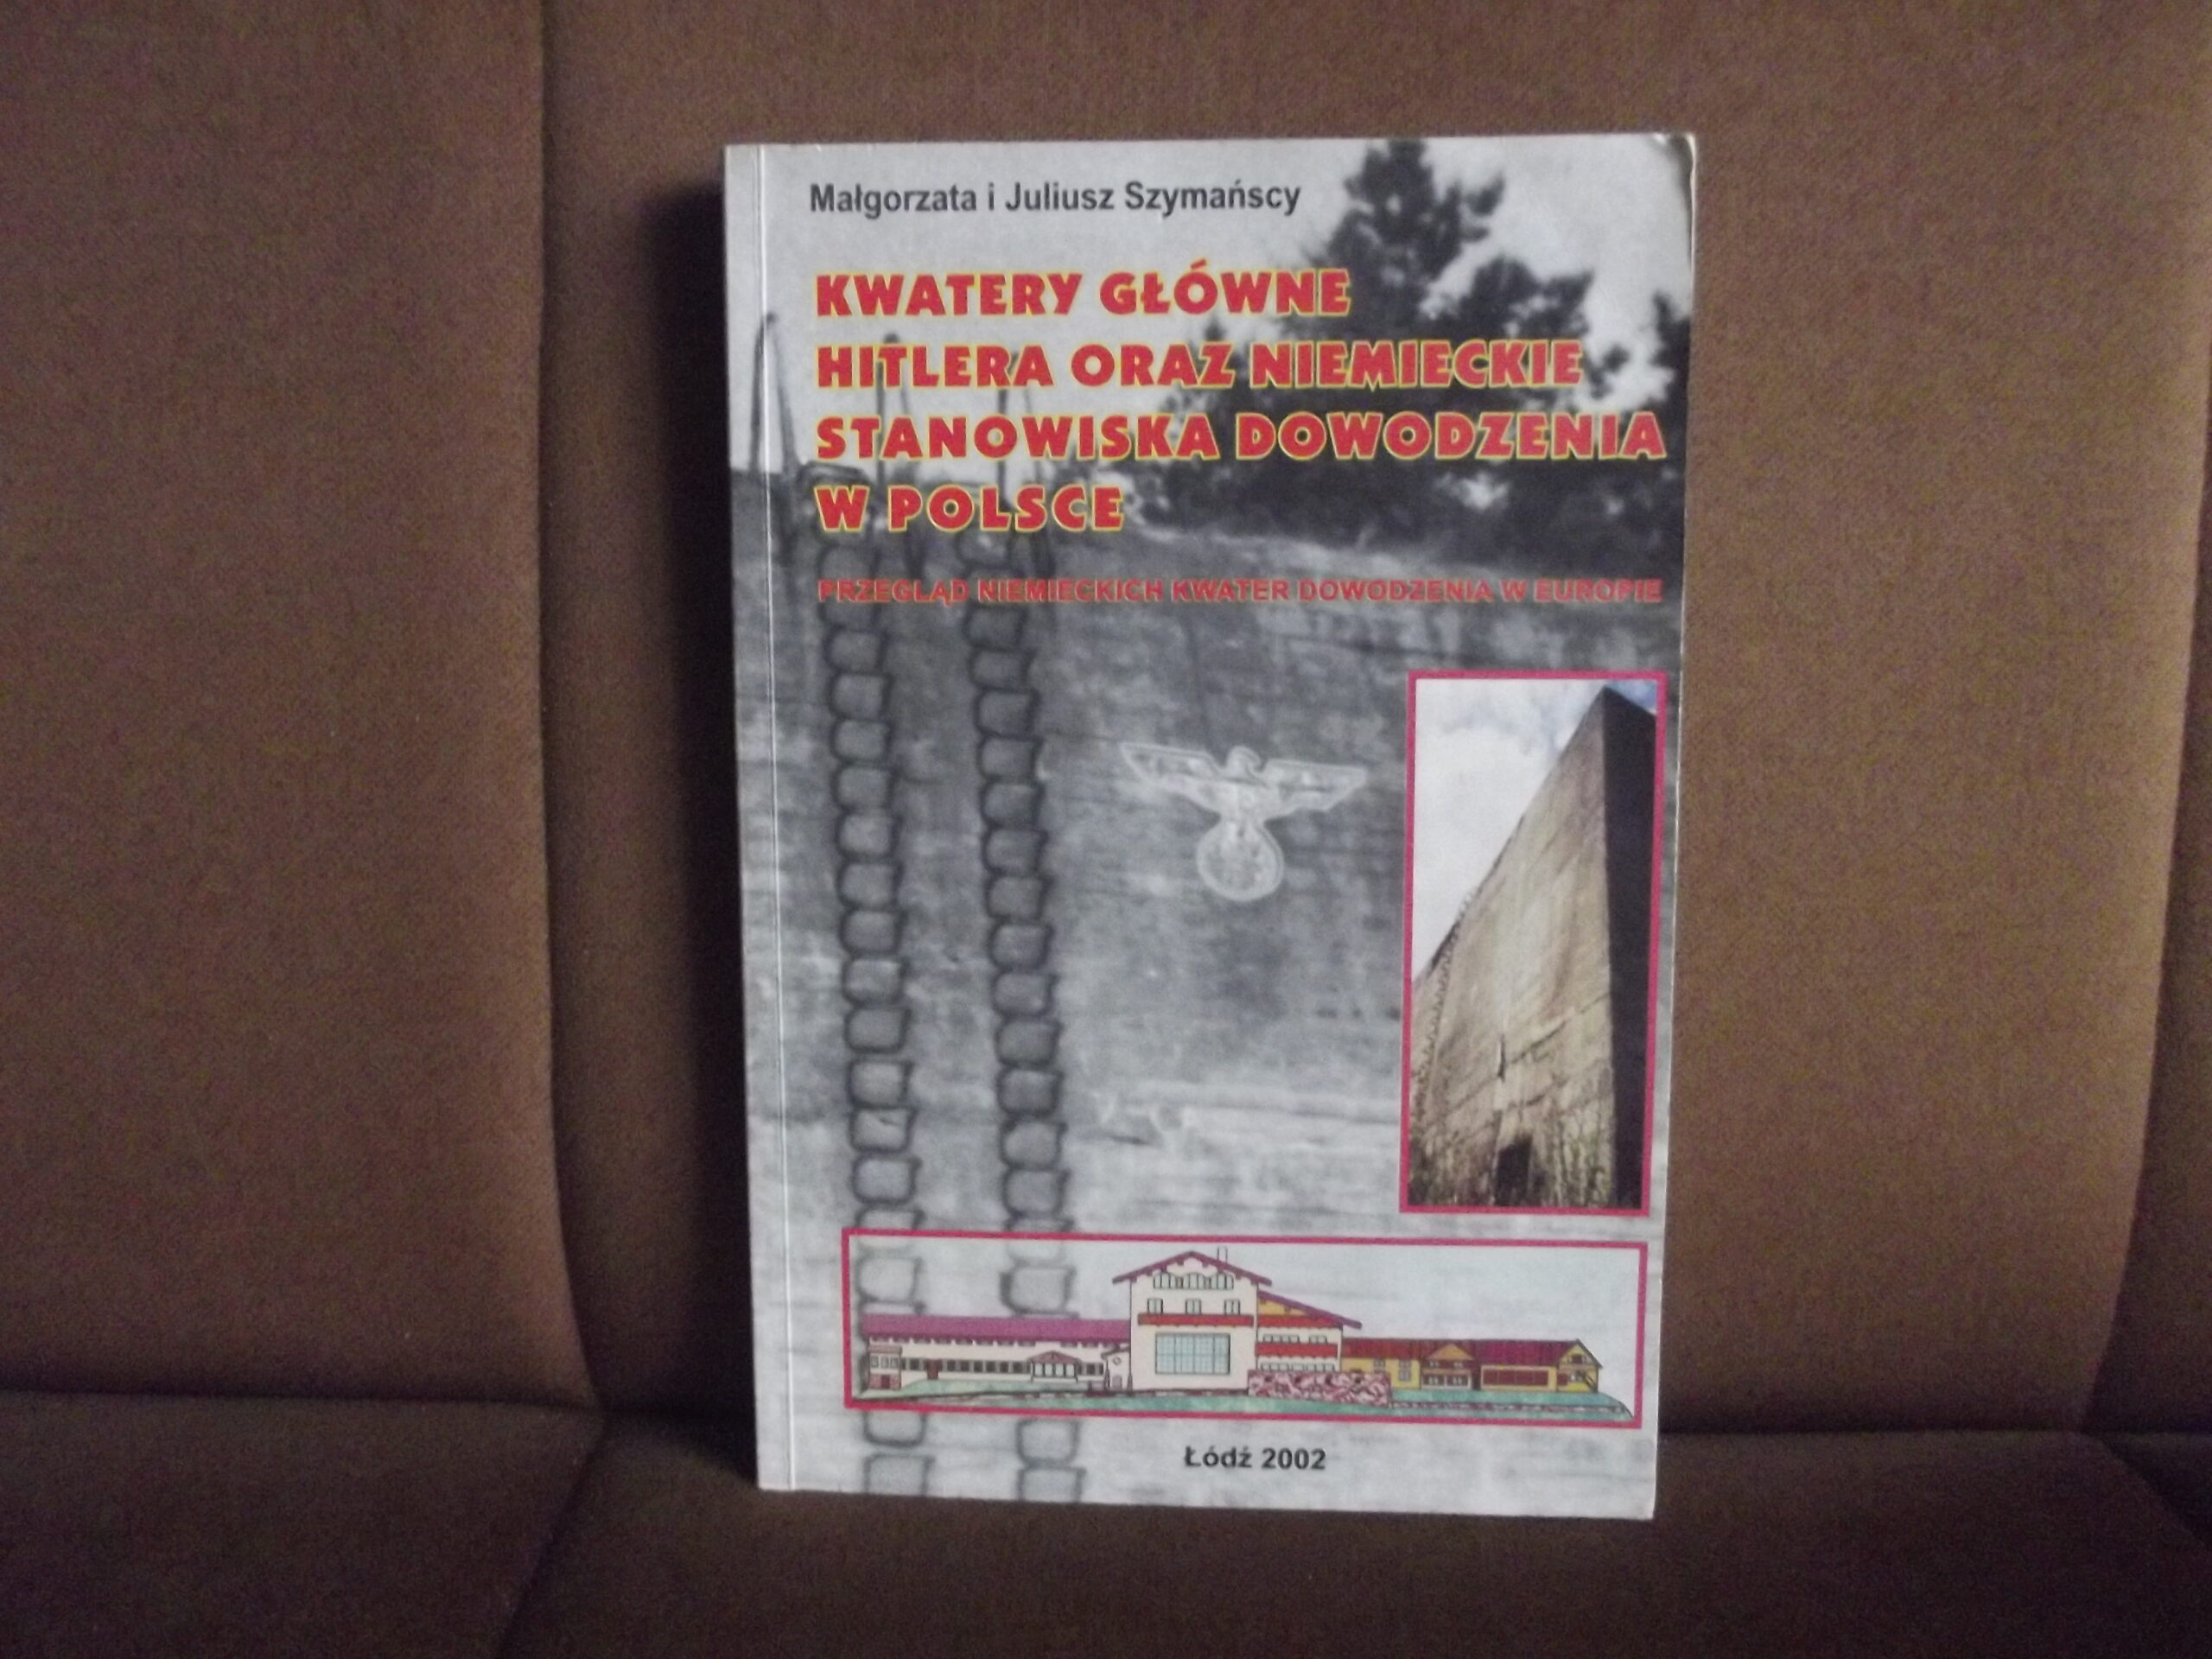 Małgorzata i Juliusz Szymańscy
KWATERY GŁÓWNE
HITLERA ORAZ NIEMIECKIE
STANOWISKA DOWODZENIA
W POLSCE
PRZEGLĄD NIEMIECKICH KWATER DOWODZENIA W EUROPIE
Łódź 2002